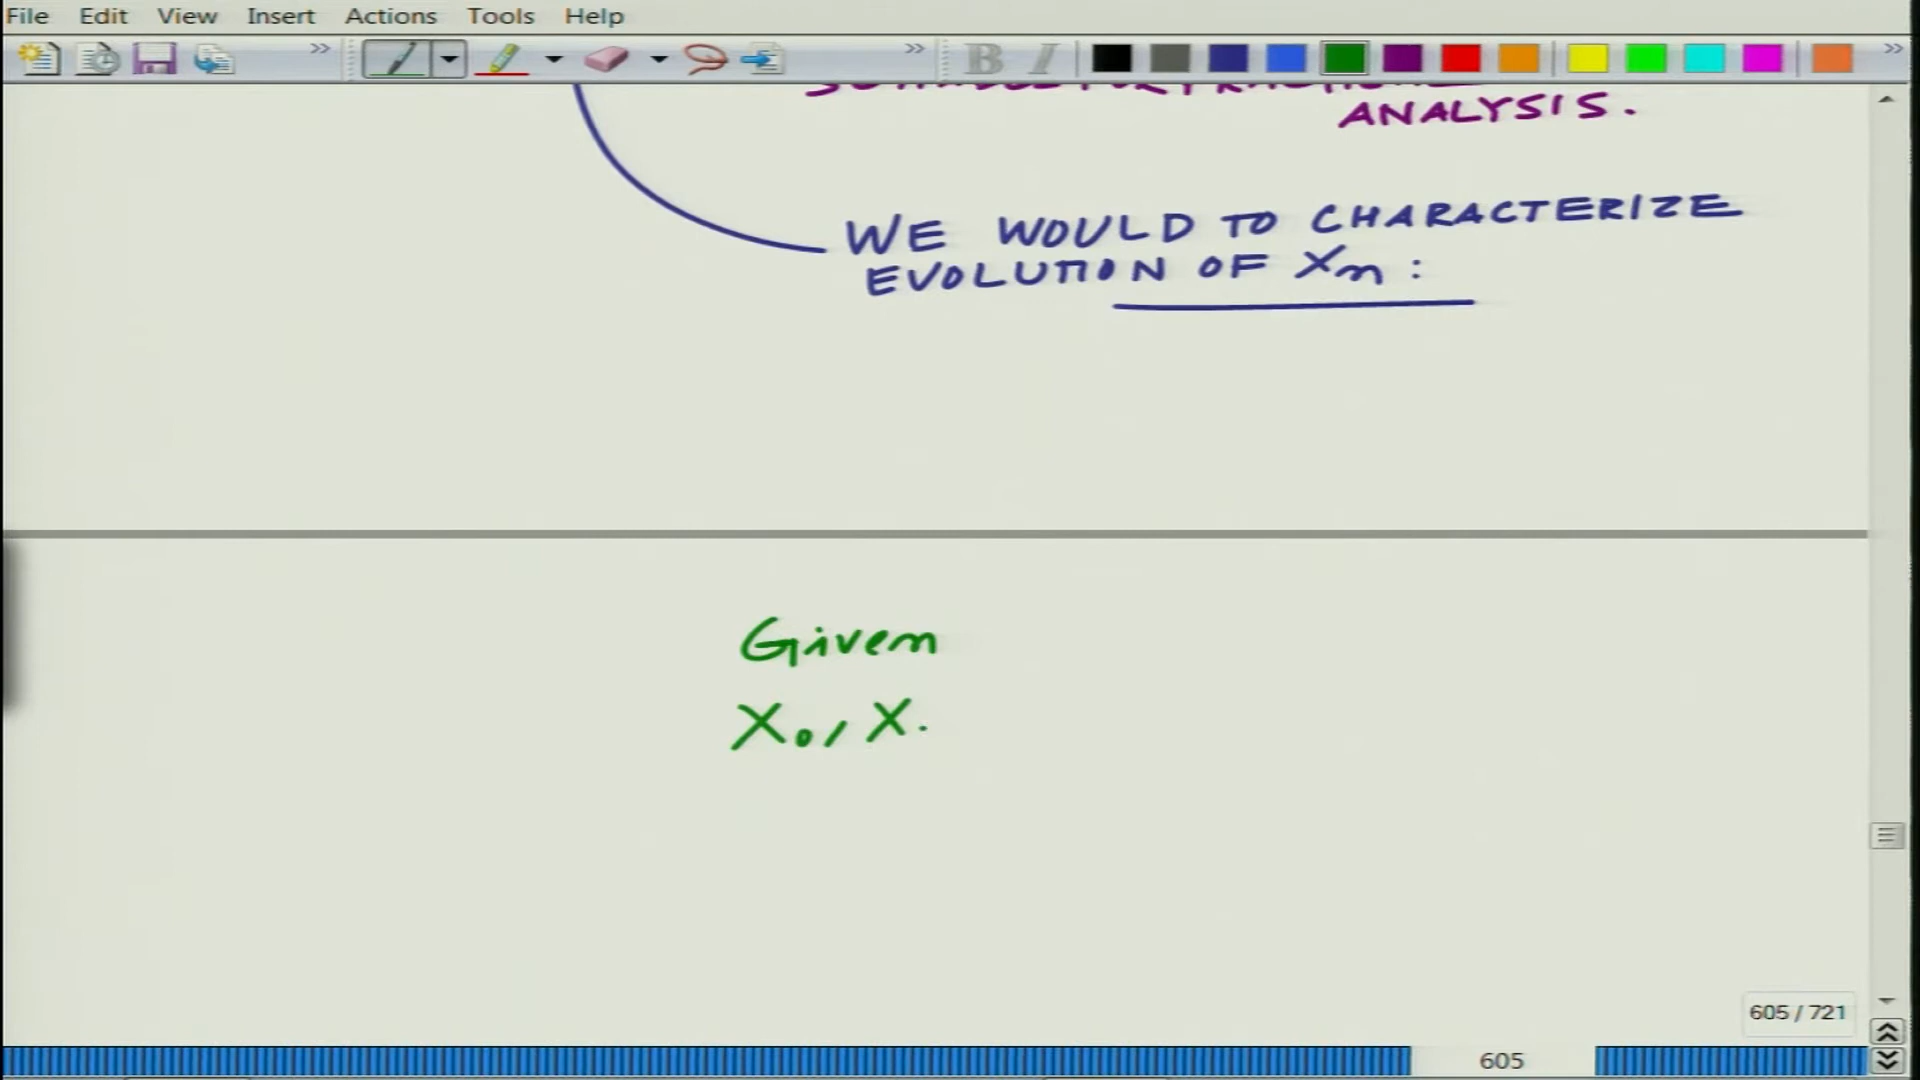 File Edit View Insert Actions Tools Help
B I
ANALYSIS.
WE WOULD TO CHARACTERIZE
EVOLUTION OF Xn :
Given
X0, X.
605 / 721
605